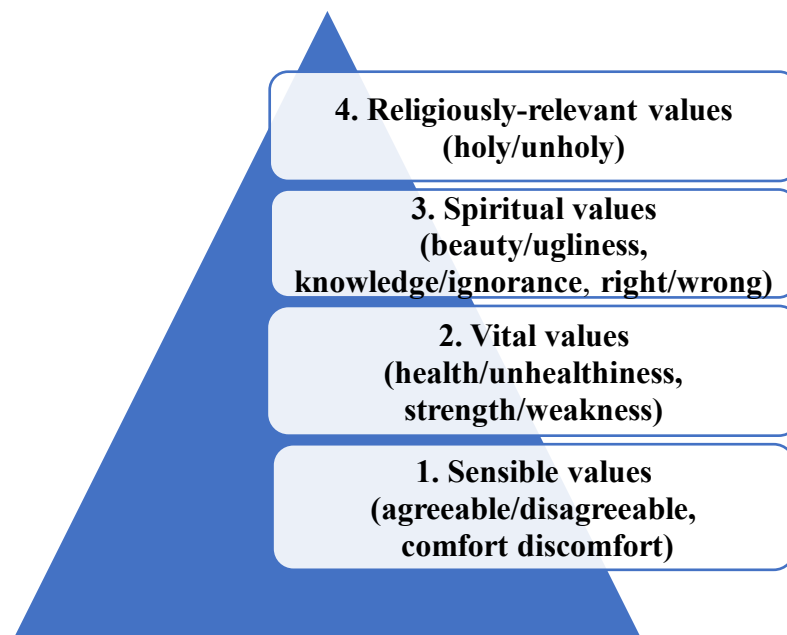 4. Religiously-relevant values
(holy/unholy)
3. Spiritual values
(beauty/ugliness,
knowledge/ignorance, right/wrong)
2. Vital values
(health/unhealthiness,
strength/weakness)
1. Sensible values
(agreeable/disagreeable,
comfort discomfort)